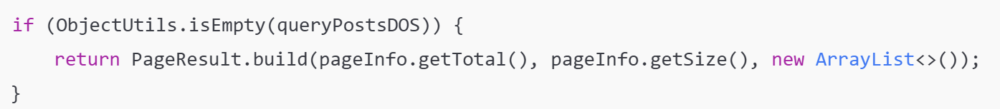 if (ObjectUtils.isEmpty(queryPostsDOS)) {
    return PageResult.build(pageInfo.getTotal(), pageInfo.getSize(), new ArrayList<>());
}